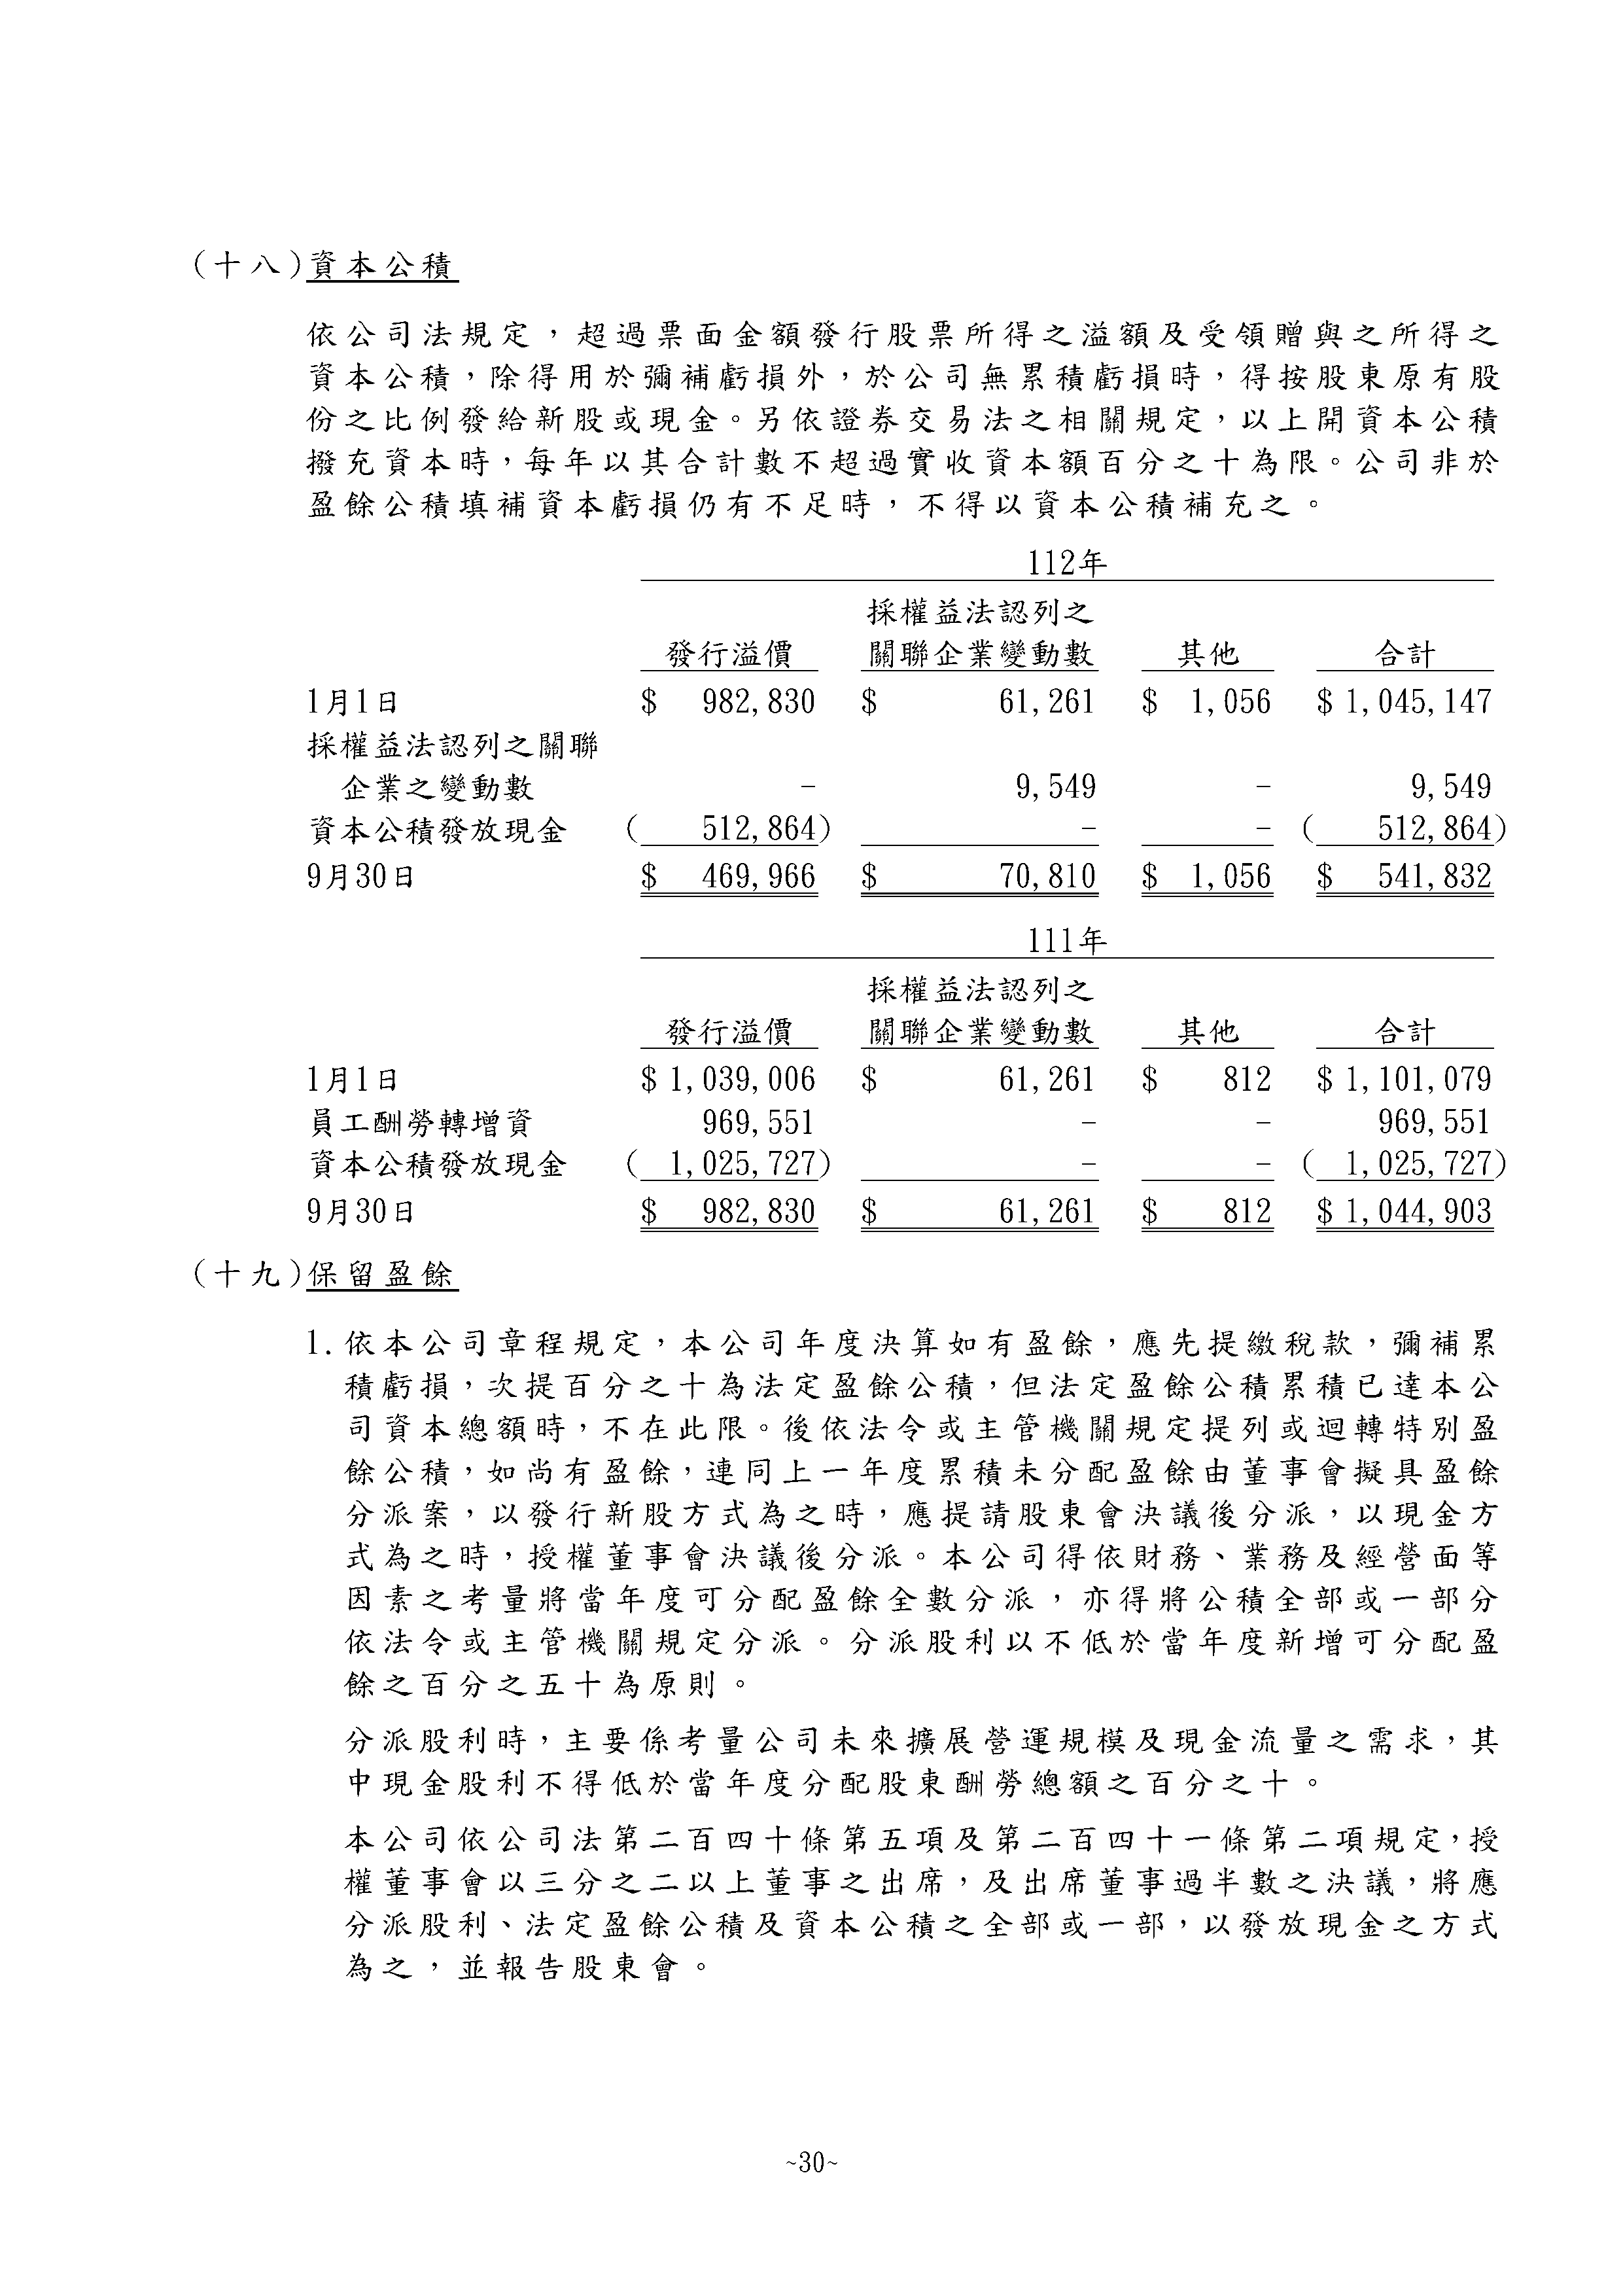 (十八)資本公積
依公司法規定，超過票面金額發行股票所得之溢額及受領贈與之所得之
資本公積，除得用於彌補虧損外，於公司無累積虧損時，得按股東原有股
份之比例發給新股或現金。另依證券交易法之相關規定，以上開資本公積
撥充資本時，每年以其合計數不超過實收資本額百分之十為限。公司非於
盈餘公積填補資本虧損仍有不足時，不得以資本公積補充之。
112年
採權益法認列之
發行溢價 關聯企業變動數 其他 合計
1月1日 $ 982,830 $ 61,261 $ 1,056 $ 1,045,147
採權益法認列之關聯
企業之變動數 - 9,549 - 9,549
資本公積發放現金 ( 512,864) - - ( 512,864)
9月30日 $ 469,966 $ 70,810 $ 1,056 $ 541,832
111年
採權益法認列之
發行溢價 關聯企業變動數 其他 合計
1月1日 $ 1,039,006 $ 61,261 $ 812 $ 1,101,079
員工酬勞轉增資 969,551 - - 969,551
資本公積發放現金 ( 1,025,727) - - ( 1,025,727)
9月30日 $ 982,830 $ 61,261 $ 812 $ 1,044,903
(十九)保留盈餘
1.依本公司章程規定，本公司年度決算如有盈餘，應先提繳稅款，彌補累
積虧損，次提百分之十為法定盈餘公積，但法定盈餘公積累積已達本公
司資本總額時，不在此限。後依法令或主管機關規定提列或迴轉特別盈
餘公積，如尚有盈餘，連同上一年度累積未分配盈餘由董事會擬具盈餘
分派案，以發行新股方式為之時，應提請股東會決議後分派，以現金方
式為之時，授權董事會決議後分派。本公司得依財務、業務及經營面等
因素之考量將當年度可分配盈餘全數分派，亦得將公積全部或一部分
依法令或主管機關規定分派。分派股利以不低於當年度新增可分配盈
餘之百分之五十為原則。
分派股利時，主要係考量公司未來擴展營運規模及現金流量之需求，其
中現金股利不得低於當年度分配股東酬勞總額之百分之十。
本公司依公司法第二百四十條第五項及第二百四十一條第二項規定，授
權董事會以三分之二以上董事之出席，及出席董事過半數之決議，將應
分派股利、法定盈餘公積及資本公積之全部或一部，以發放現金之方式
為之，並報告股東會。
~30~